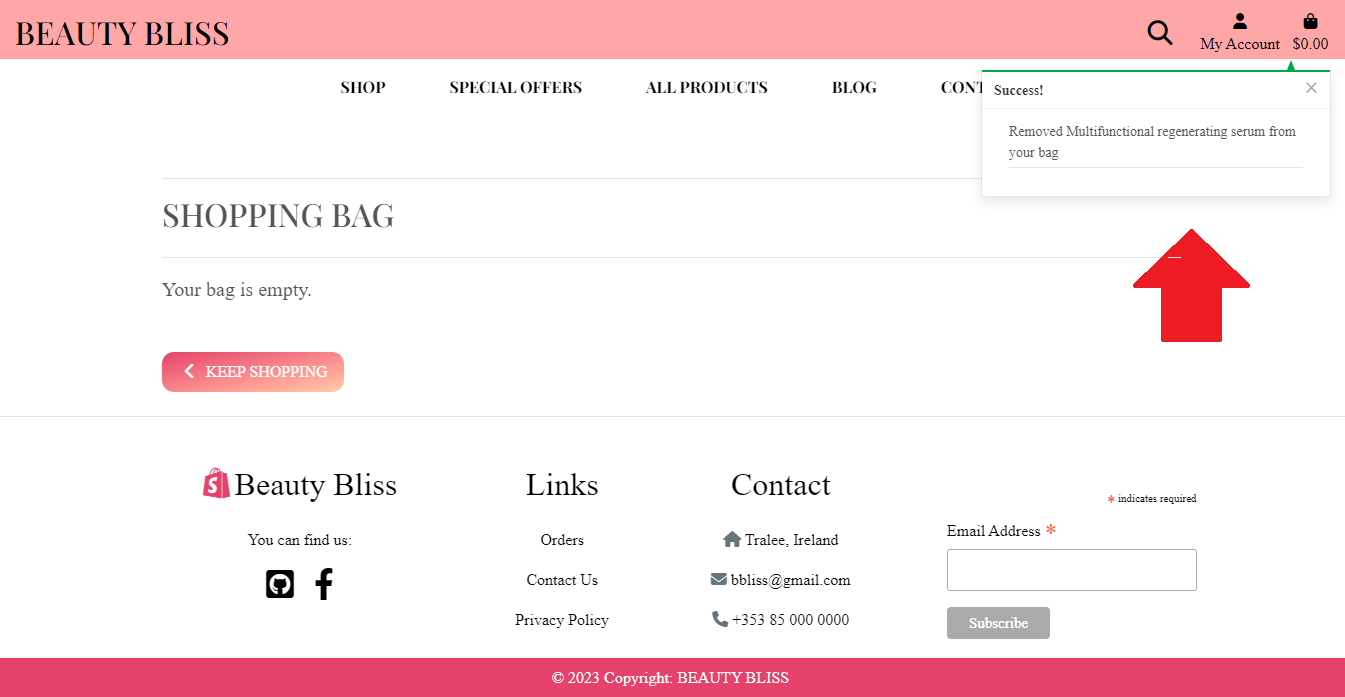 BEAUTY BLISS
My Account $0.00
SHOP SPECIAL OFFERS ALL PRODUCTS BLOG
Success!
Removed Multifunctional regenerating serum from
your bag
SHOPPING BAG
Your bag is empty.
KEEP SHOPPING
Beauty Bliss
You can find us:
Links
Orders
Contact Us
Privacy Policy
Contact
Tralee, Ireland
bbliss@gmail.com
+353 85 000 0000
* indicates required
Email Address *
Subscribe
© 2023 Copyright: BEAUTY BLISS